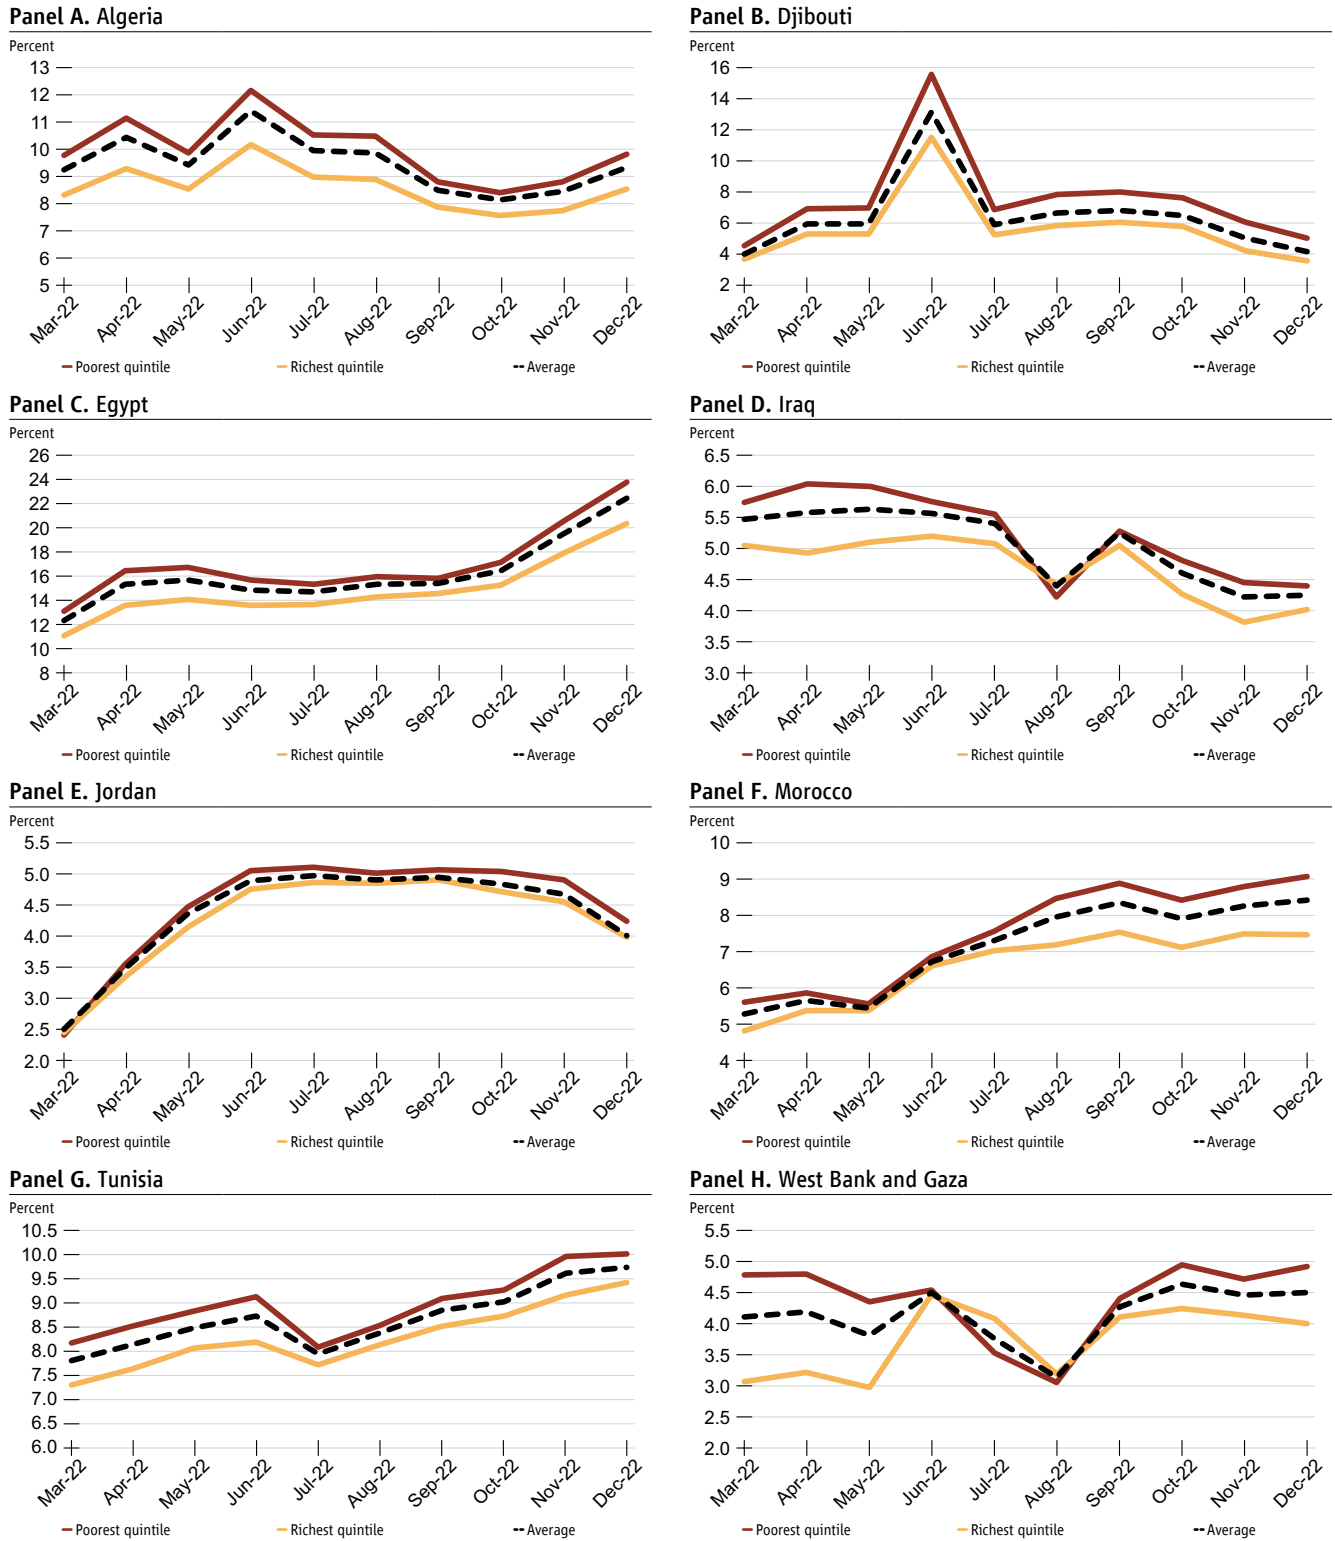 Panel A. Algeria
Percent
13
12
11
10
9
8
7
6
5
Mar-22 Apr-22 May-22 Jun-22 Jul-22 Aug-22 Sep-22 Oct-22 Nov-22 Dec-22
Poorest quintile Richest quintile Average
Panel B. Djibouti
Percent
16
14
12
10
8
6
4
2
Mar-22 Apr-22 May-22 Jun-22 Jul-22 Aug-22 Sep-22 Oct-22 Nov-22 Dec-22
Poorest quintile Richest quintile Average
Panel C. Egypt
Percent
26
24
22
20
18
16
14
12
10
8
Mar-22 Apr-22 May-22 Jun-22 Jul-22 Aug-22 Sep-22 Oct-22 Nov-22 Dec-22
Poorest quintile Richest quintile Average
Panel D. Iraq
Percent
6.5
6.0
5.5
5.0
4.5
4.0
3.5
3.0
Mar-22 Apr-22 May-22 Jun-22 Jul-22 Aug-22 Sep-22 Oct-22 Nov-22 Dec-22
Poorest quintile Richest quintile Average
Panel E. Jordan
Percent
5.5
5.0
4.5
4.0
3.5
3.0
2.5
2.0
Mar-22 Apr-22 May-22 Jun-22 Jul-22 Aug-22 Sep-22 Oct-22 Nov-22 Dec-22
Poorest quintile Richest quintile Average
Panel F. Morocco
Percent
10
9
8
7
6
5
4
Mar-22 Apr-22 May-22 Jun-22 Jul-22 Aug-22 Sep-22 Oct-22 Nov-22 Dec-22
Poorest quintile Richest quintile Average
Panel G. Tunisia
Percent
10.5
10.0
9.5
9.0
8.5
8.0
7.5
7.0
6.5
6.0
Mar-22 Apr-22 May-22 Jun-22 Jul-22 Aug-22 Sep-22 Oct-22 Nov-22 Dec-22
Poorest quintile Richest quintile Average
Panel H. West Bank and Gaza
Percent
5.5
5.0
4.5
4.0
3.5
3.0
2.5
2.0
Mar-22 Apr-22 May-22 Jun-22 Jul-22 Aug-22 Sep-22 Oct-22 Nov-22 Dec-22
Poorest quintile Richest quintile Average